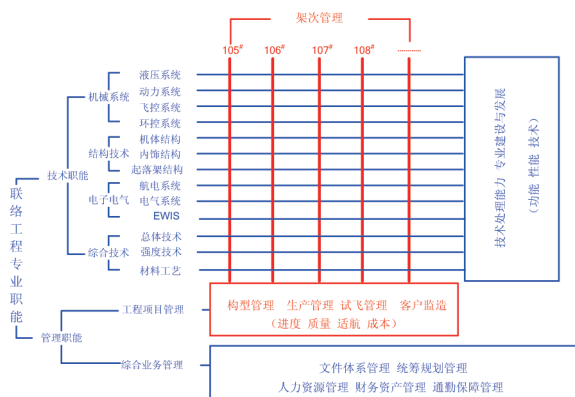 架次管理
105# 106# 107# 108# ............
液压系统
机械系统
动力系统
飞控系统
环控系统
机体结构
结构技术
内饰结构
起落架结构
技术职能
航电系统
电子电气
电气系统
EWIS
总体技术
综合技术
强度技术
材料工艺
联络工程专业职能
技术处理能力 专业建设与发展
(功能 性能 技术)
管理职能
工程项目管理
构型管理 生产管理 试飞管理 客户监造
(进度 质量 适航 成本)
综合业务管理
文件体系管理 统筹规划管理
人力资源管理 财务资产管理 通勤保障管理